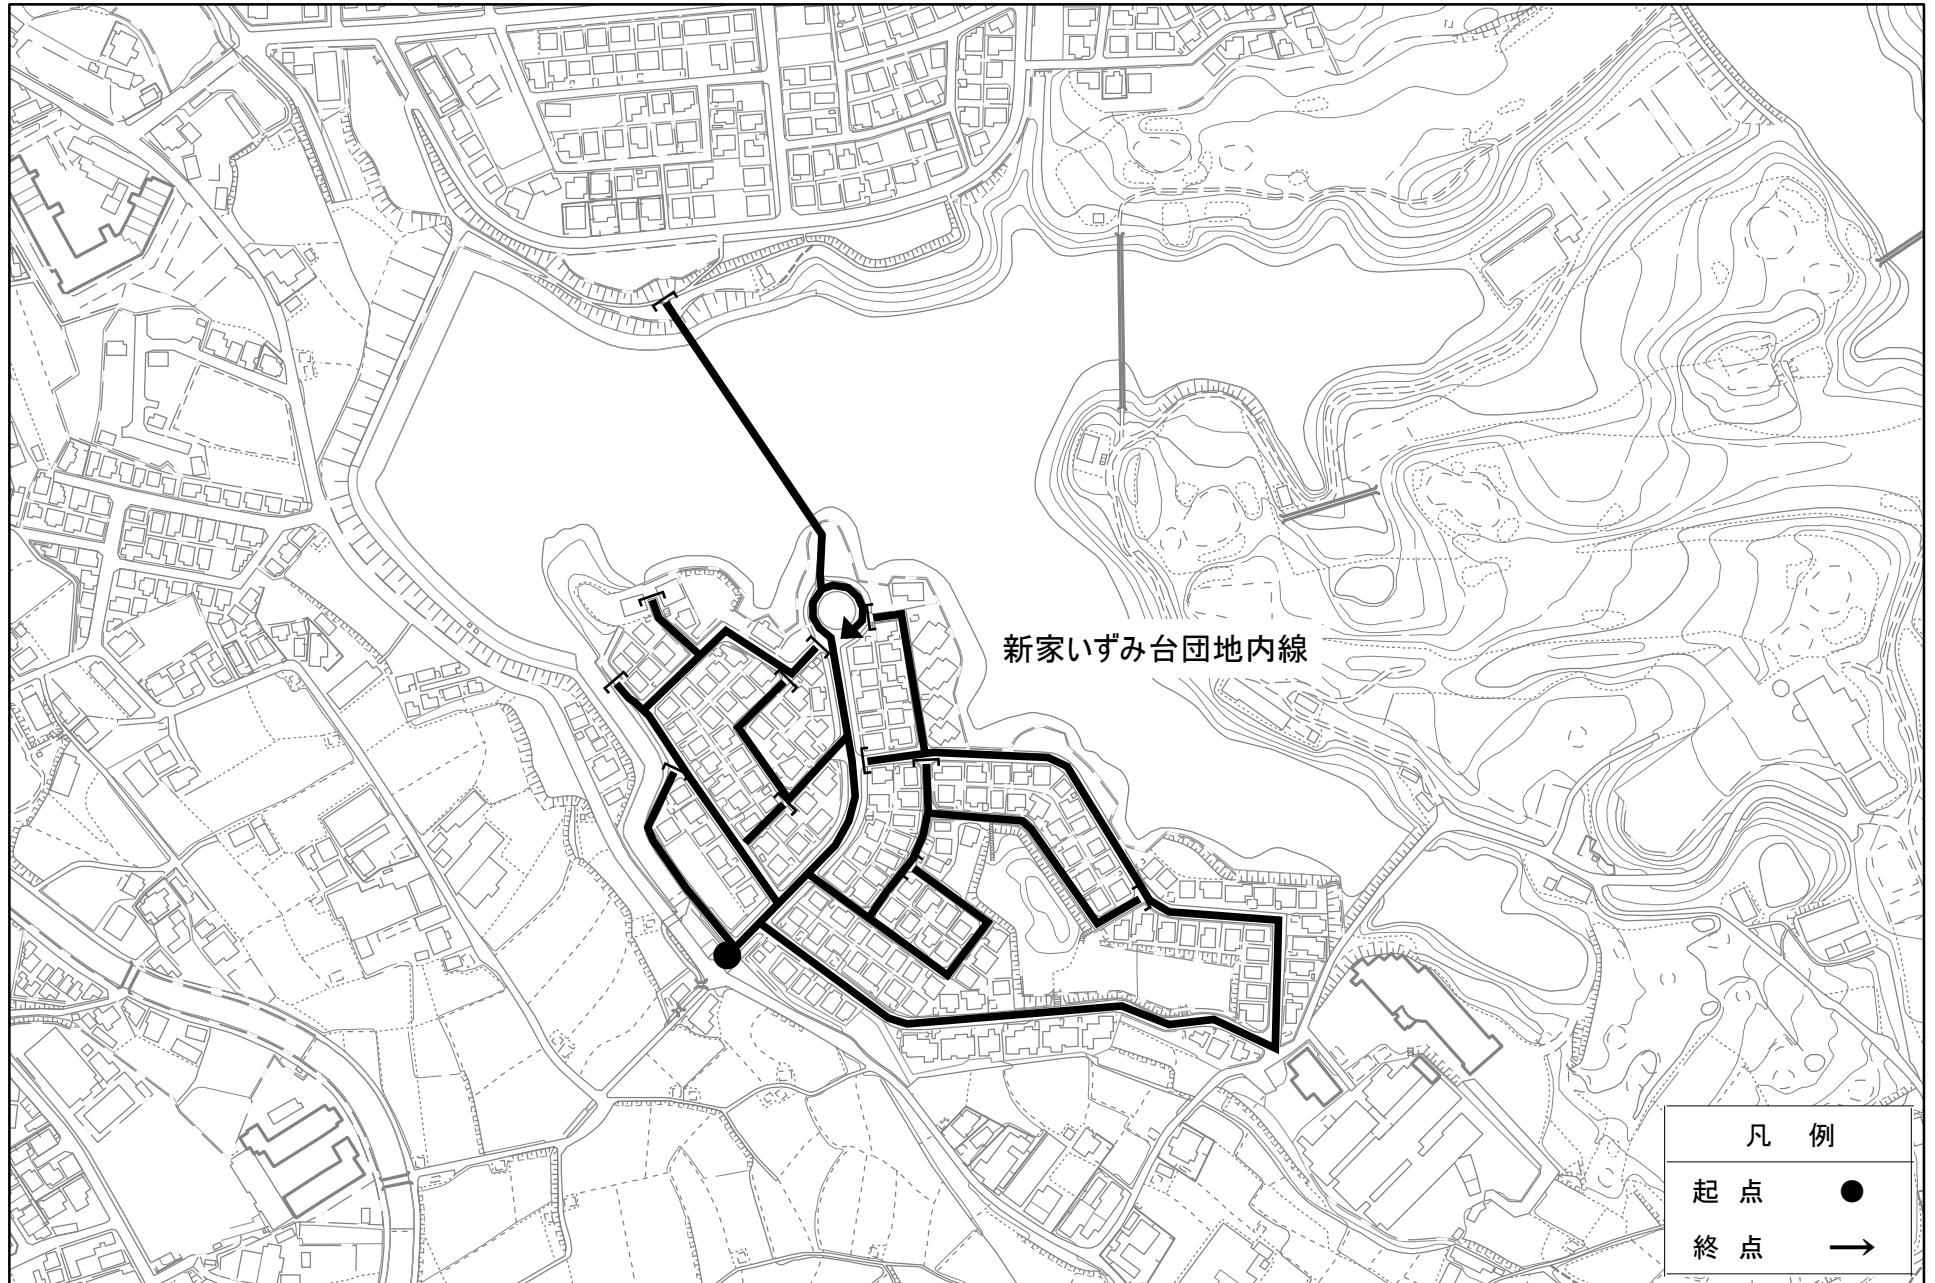 新家いずみ台団地内線
凡 例
起 点
終 点